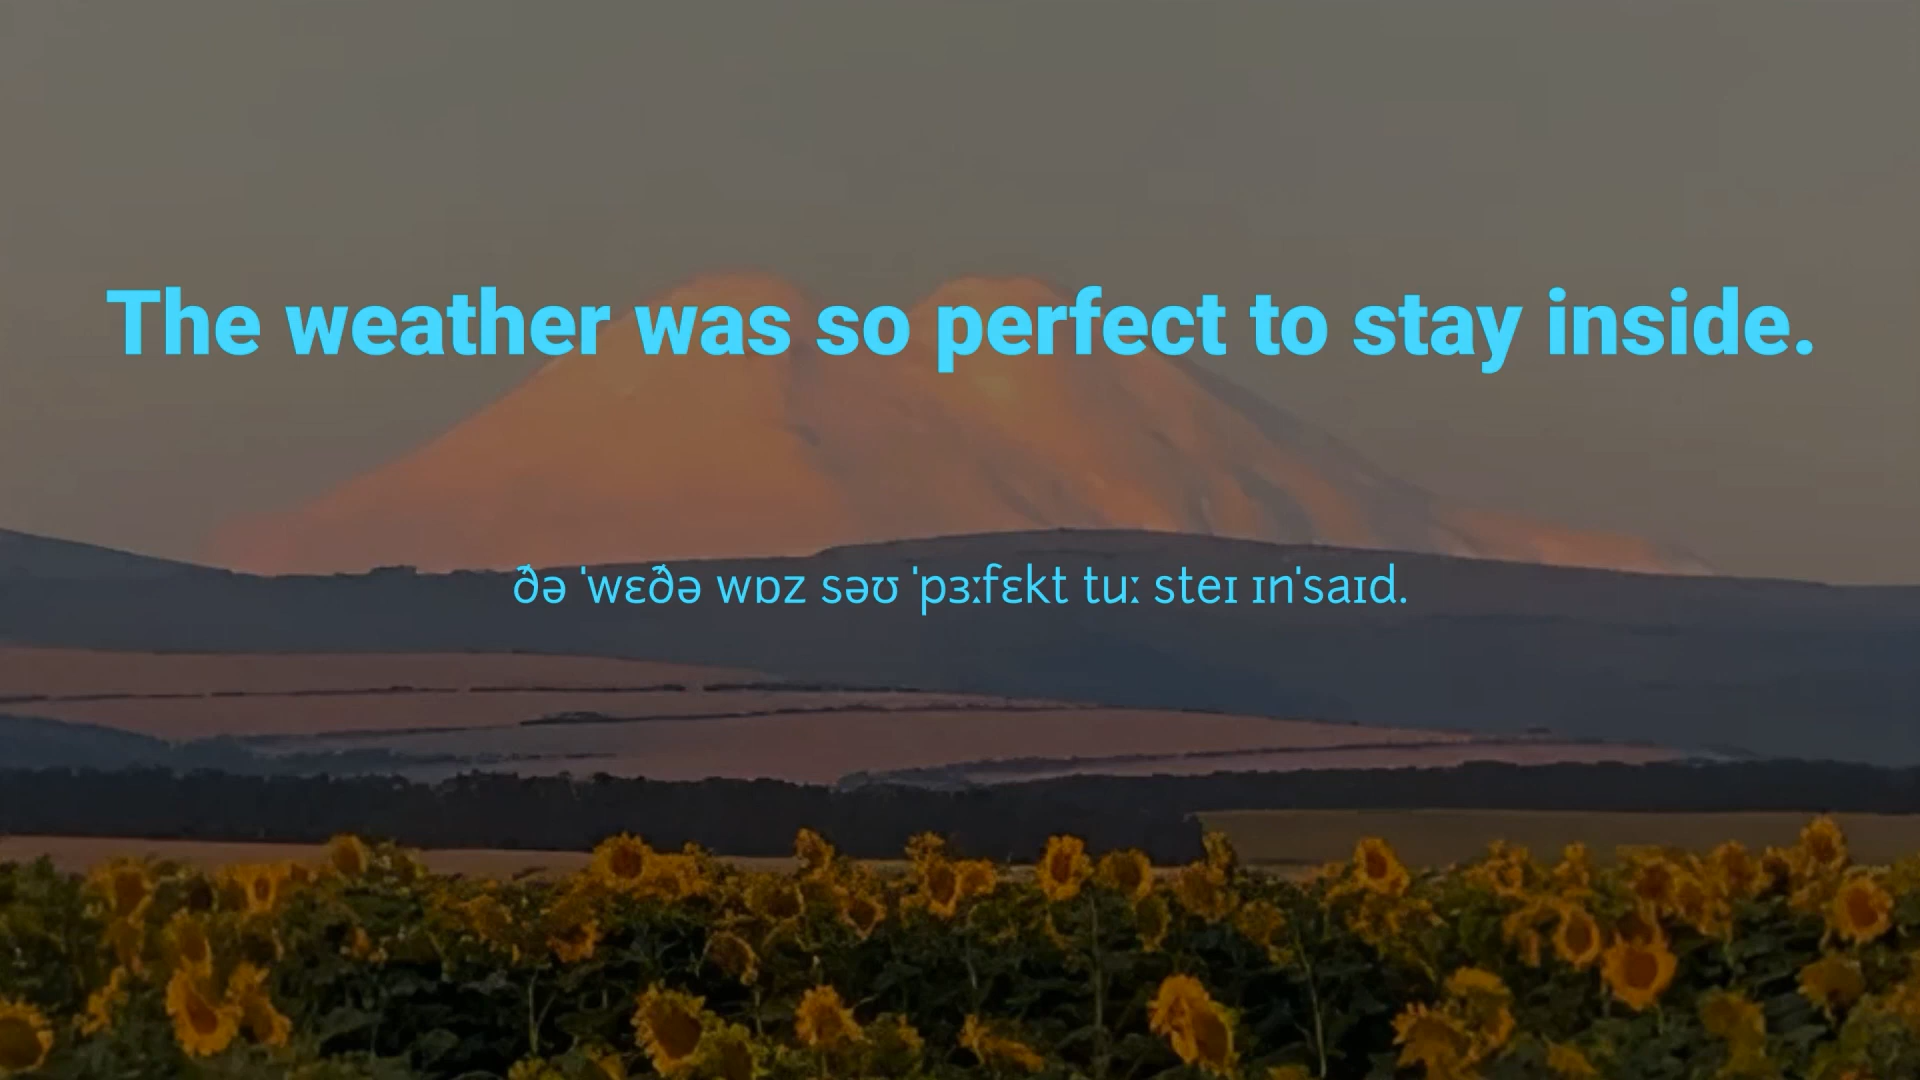 The weather was so perfect to stay inside.
ðə ˈwɛðə wɒz səʊ ˈpɜːfɛkt tuː steɪ ɪnˈsaɪd.